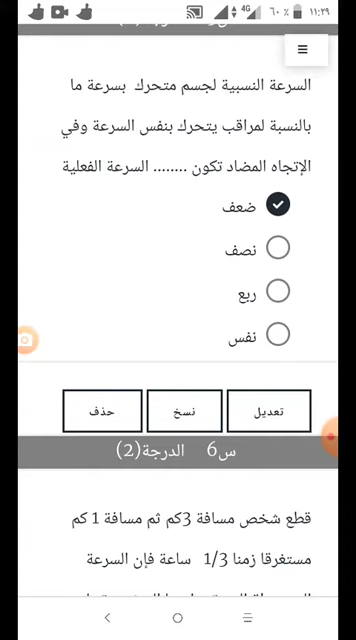 ١١:٢٩
٪ ٦٠
4G
السرعة النسبية لجسم متحرك بسرعة ما
بالنسبة لمراقب يتحرك بنفس السرعة وفي
الإتجاه المضاد تكون ........ السرعة الفعلية
ضعف
نصف
ربع
نفس
تعديل
نسخ
حذف
س6 الدرجة(2)
قطع شخص مسافة 3كم ثم مسافة 1 كم
مستغرقا زمنا 1/3 ساعة فإن السرعة